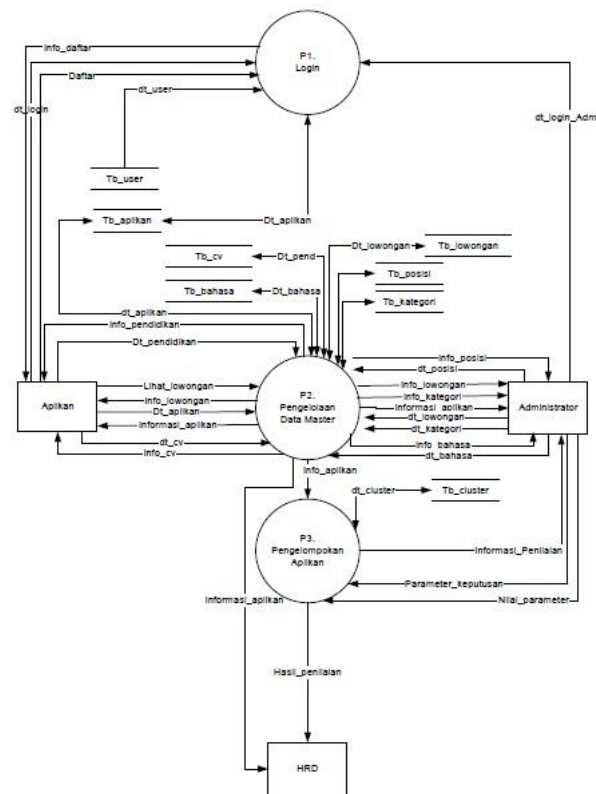 Info_daftar
P1.
Login
Daftar
dt_user
dt_login
dt_login_Adm
Tb_user
Tb_aplikan
Dt_aplikan
Dt_lowongan
Tb_lowongan
Tb_cv
Dt_pend
Tb_posisi
Tb_bahasa
Dt_bahasa
Tb_kategori
dt_aplikan
Info_pendidikan
Dt_pendidikan
info_posisi
dt_posisi
Lihat_lowongan
info_lowongan
Dt_aplikan
informasi_aplikan
Aplikan
P2.
Pengelolaan
Data Master
info_lowongan
info_kategori
informasi_aplikan
dt_lowongan
dt_kategori
Administrator
dt_cv
info_cv
info_bahasa
dt_bahasa
Info_aplikan
dt_cluster
Tb_cluster
P3.
Pengelompokan
Aplikan
Informasi_Penilaian
Parameter_keputusan
Informasi_aplikan
Nilai_parameter
Hasil_penilaian
HRD